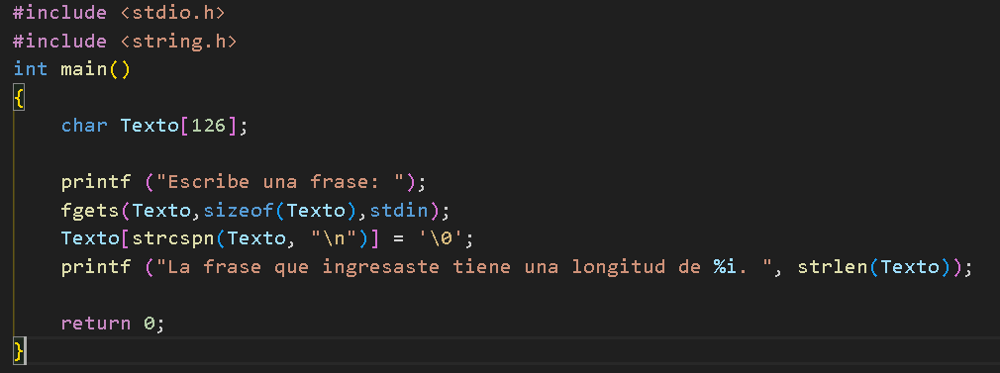 #include <stdio.h>
#include <string.h>
int main()
{
    char Texto[126];
    printf ("Escribe una frase: ");
    fgets(Texto,sizeof(Texto),stdin);
    Texto[strcspn(Texto, "\n")] = '\0';
    printf ("La frase que ingresaste tiene una longitud de %i. ", strlen(Texto));
    return 0;
}